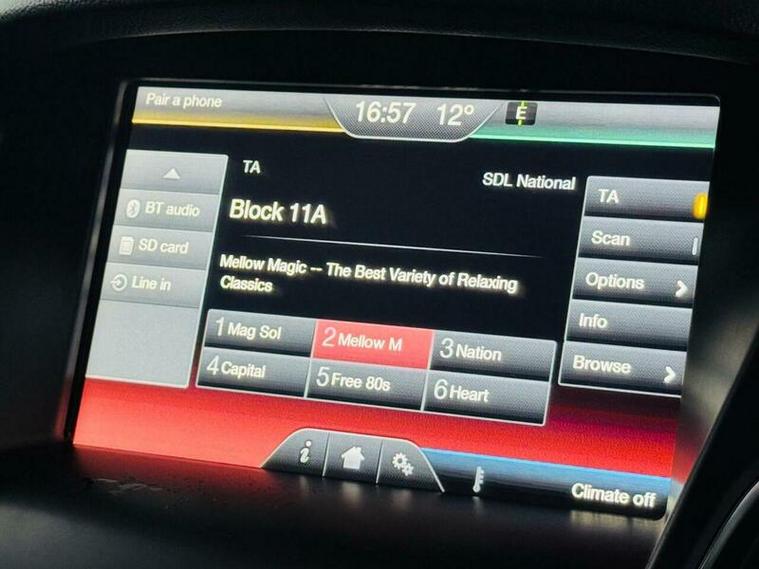 Pair a phone
16:57 12° E
TA
SDL National
BT audio
SD card
Line in
Block 11A
Mellow Magic -- The Best Variety of Relaxing
Classics
1 Mag Sol
2 Mellow M
3 Nation
4 Capital
5 Free 80s
6 Heart
TA
Scan
Options
Info
Browse
i
Climate off